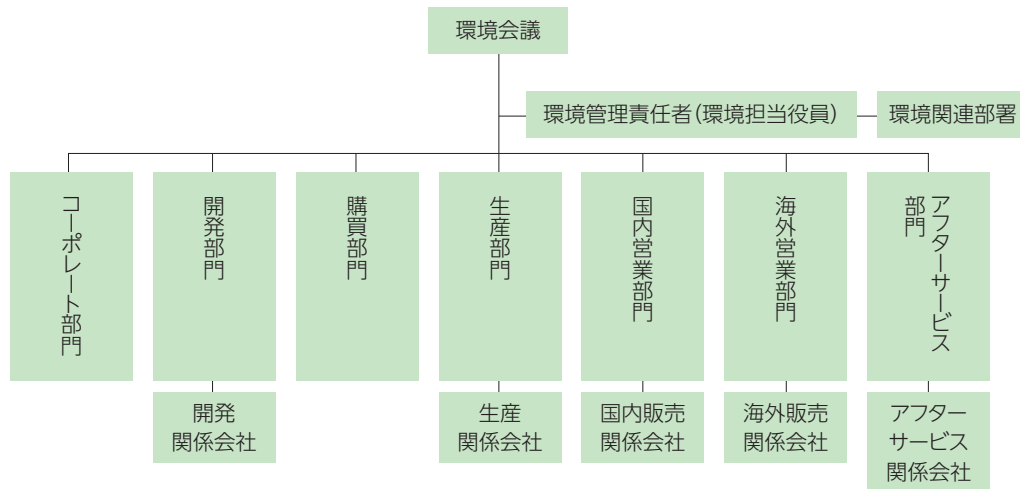 環境会議
環境管理責任者（環境担当役員）
環境関連部署
コーポレート部門
開発部門
購買部門
生産部門
国内営業部門
海外営業部門
アフターサービス
部門
開発
関係会社
生産
関係会社
国内販売
関係会社
海外販売
関係会社
アフター
サービス
関係会社